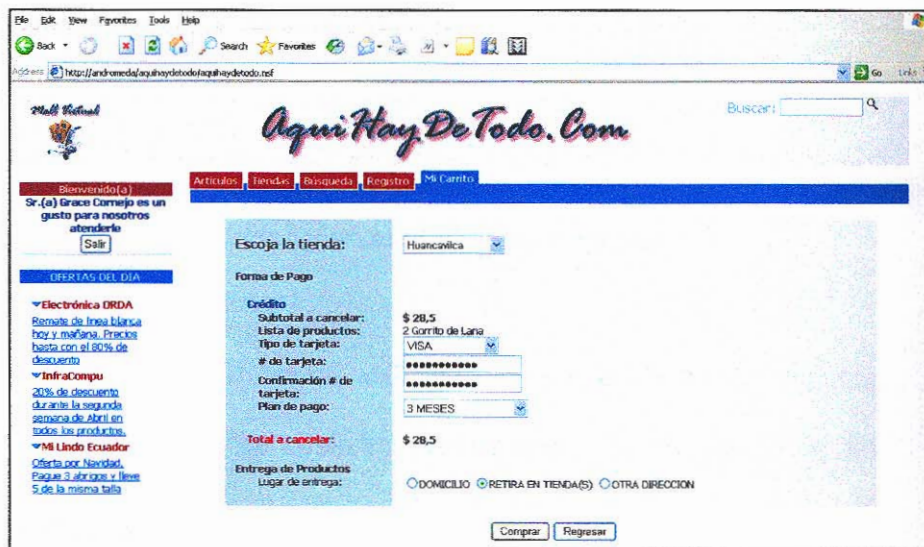 File Edit View Favorites Tools Help
Back Search Favorites
Address http://andromeda/aquihaydetodo/aquihaydetodo.nsf Go Links
Mall Virtual
Aqui Hay De Todo. Com
Buscar:
Articulos Tiendas Búsqueda Registro Mi Carrito
Bienvenido(a)
Sr.(a) Grace Cornejo es un
gusto para nosotros
atenderle
Salir
OFERTAS DEL DIA
Electrónica ORDA
Remate de linea blanca
hoy y mañana. Precios
hasta con el 80% de
descuento
InfraCompu
20% de descuento
durante la segunda
semana de Abril en
todos los productos.
Mi Lindo Ecuador
Oferta por Navidad.
Pague 3 abrigos y lleve
5 de la misma talla
Escoja la tienda: Huancavilca
Forma de Pago
Crédito
Subtotal a cancelar: $ 28,5
Lista de productos: 2 Gorrito de Lana
Tipo de tarjeta: VISA
# de tarjeta:
Confirmación # de
tarjeta:
Plan de pago: 3 MESES
Total a cancelar: $ 28,5
Entrega de Productos
Lugar de entrega: DOMICILIO RETIRA EN TIENDA(S) OTRA DIRECCION
Comprar Regresar